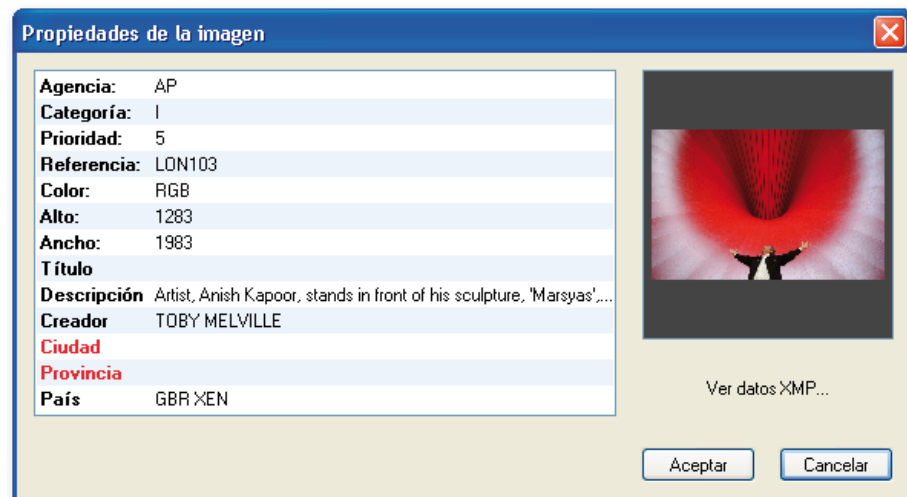 Propiedades de la imagen
Agencia: AP
Categoría: I
Prioridad: 5
Referencia: LON103
Color: RGB
Alto: 1283
Ancho: 1983
Título
Descripción Artist, Anish Kapoor, stands in front of his sculpture, 'Marsyas',...
Creador TOBY MELVILLE
Ciudad
Provincia
País GBR XEN
Ver datos XMP...
Aceptar Cancelar